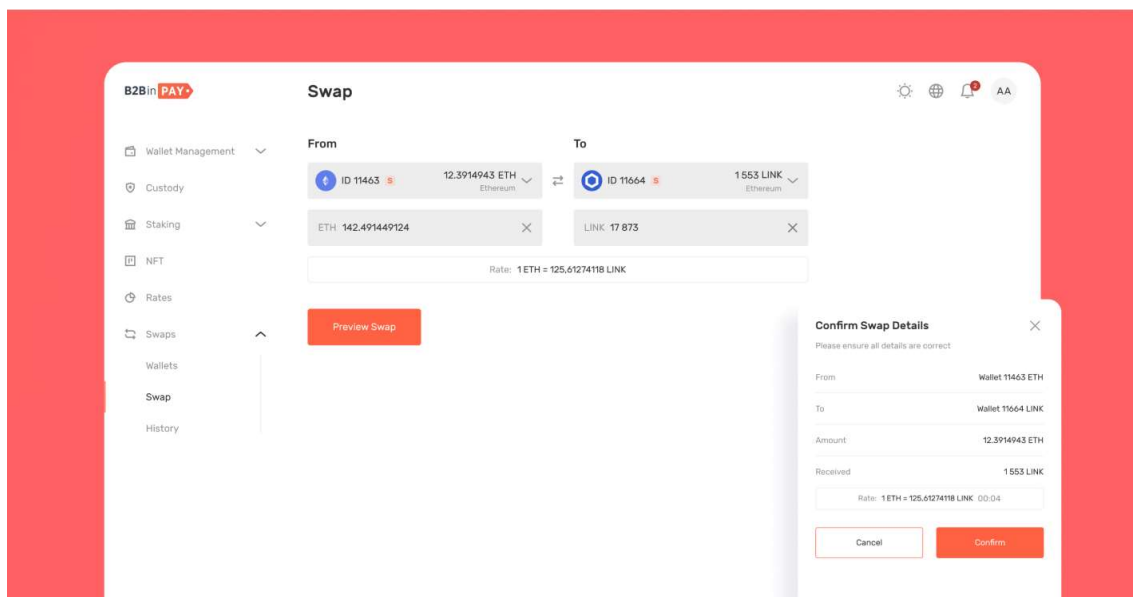 B2BinPAY
Swap
2
AA
Wallet Management
Custody
Staking
NFT
Rates
Swaps
Wallets
Swap
History
From
To
ID 11463 S
12.3914943 ETH
Ethereum
ID 11664 S
1 553 LINK
Ethereum
ETH 142.491449124
LINK 17 873
Rate: 1 ETH = 125,61274118 LINK
Preview Swap
Confirm Swap Details
Please ensure all details are correct
From Wallet 11463 ETH
To Wallet 11664 LINK
Amount 12.3914943 ETH
Received 1 553 LINK
Rate: 1 ETH = 125,61274118 LINK 00:04
Cancel Confirm